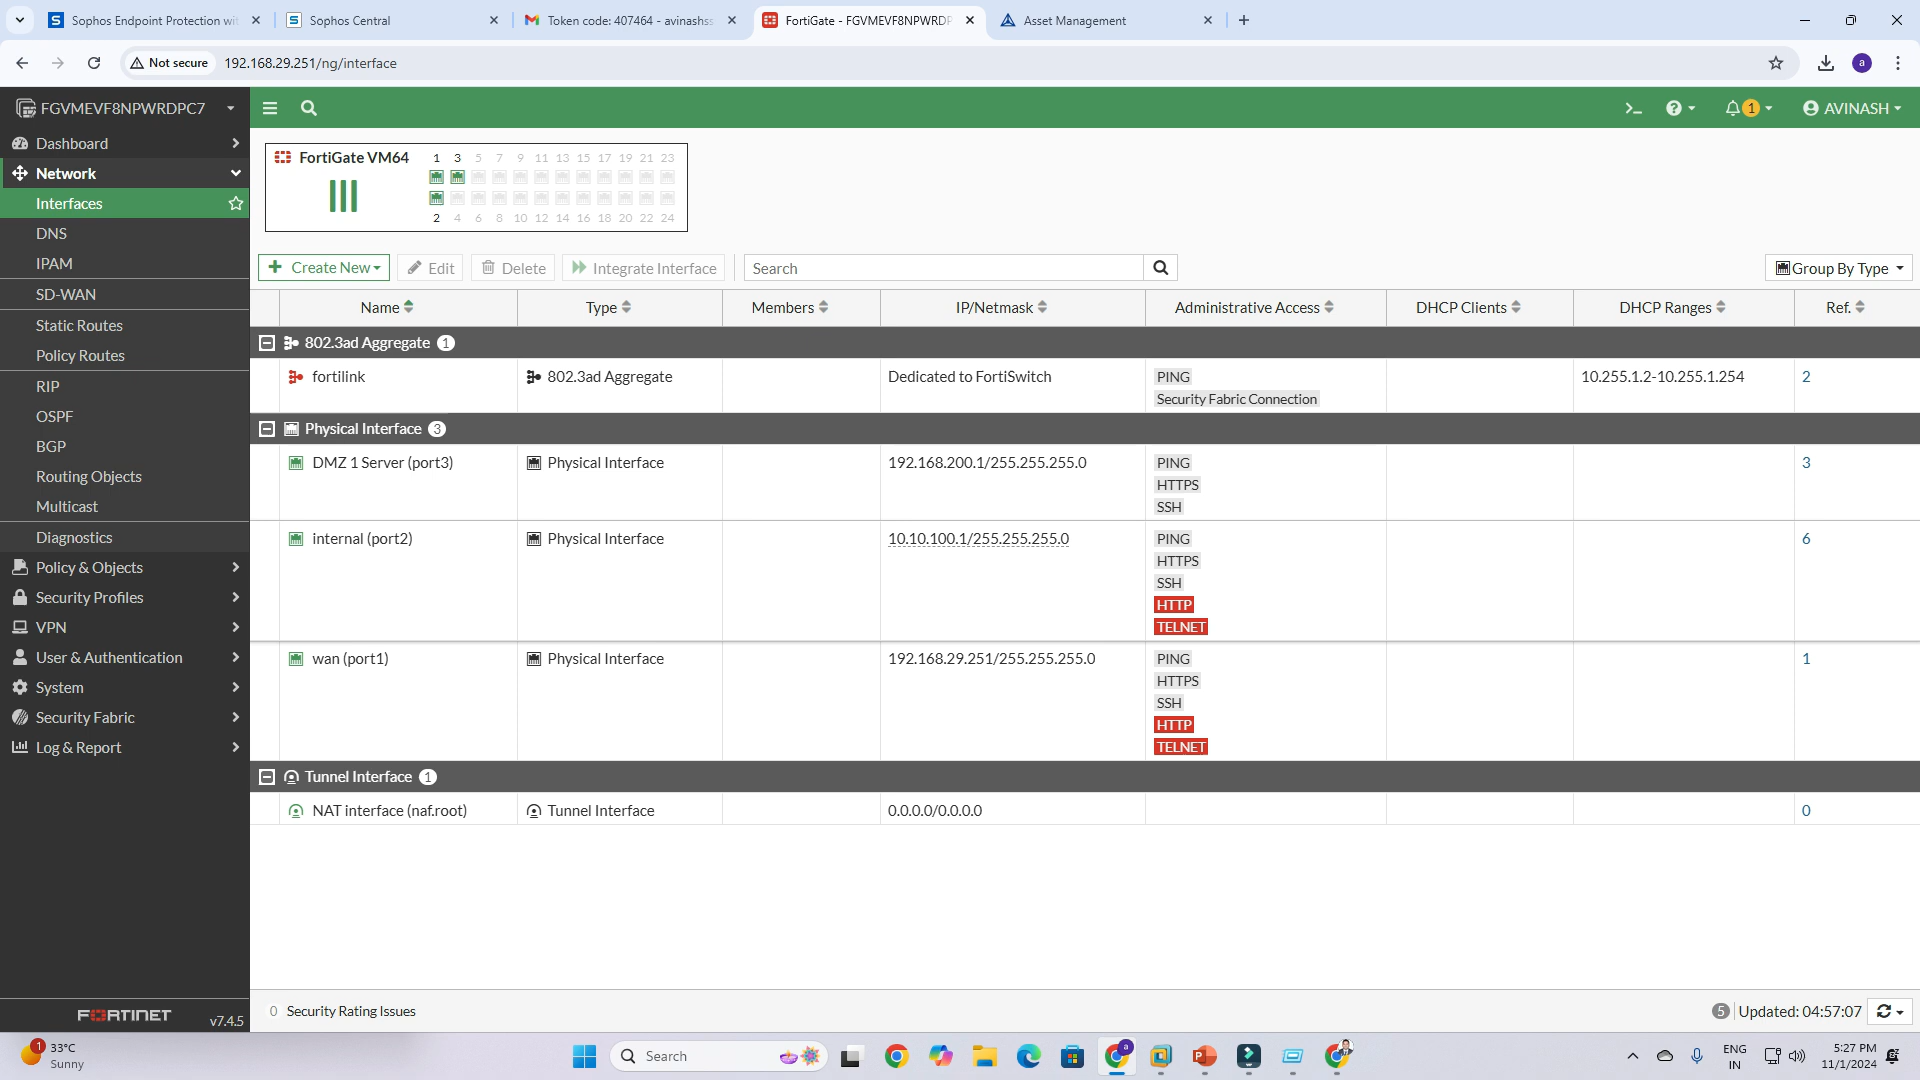 Sophos Endpoint Protection wit
Sophos Central
Token code: 407464 - avinashss
FortiGate - FGVMEVF8NPWRDP
Asset Management
Not secure
192.168.29.251/ng/interface
a
FGVMEVF8NPWRDPC7
1
AVINASH
Dashboard
Network
Interfaces
DNS
IPAM
SD-WAN
Static Routes
Policy Routes
RIP
OSPF
BGP
Routing Objects
Multicast
Diagnostics
Policy & Objects
Security Profiles
VPN
User & Authentication
System
Security Fabric
Log & Report
FORTINET
v7.4.5
FortiGate VM64
1 3 5 7 9 11 13 15 17 19 21 23
2 4 6 8 10 12 14 16 18 20 22 24
+ Create New
Edit
Delete
Integrate Interface
Search
Group By Type
Name Type Members IP/Netmask Administrative Access DHCP Clients DHCP Ranges Ref.
802.3ad Aggregate 1
fortilink 802.3ad Aggregate Dedicated to FortiSwitch PING 10.255.1.2-10.255.1.254 2
Security Fabric Connection
Physical Interface 3
DMZ 1 Server (port3) Physical Interface 192.168.200.1/255.255.255.0 PING 3
HTTPS
SSH
internal (port2) Physical Interface 10.10.100.1/255.255.255.0 PING 6
HTTPS
SSH
HTTP
TELNET
wan (port1) Physical Interface 192.168.29.251/255.255.255.0 PING 1
HTTPS
SSH
HTTP
TELNET
Tunnel Interface 1
NAT interface (naf.root) Tunnel Interface 0.0.0.0/0.0.0.0 0
0 Security Rating Issues
5 Updated: 04:57:07
1
33°C
Sunny
Search
a
ENG
IN
5:27 PM
11/1/2024